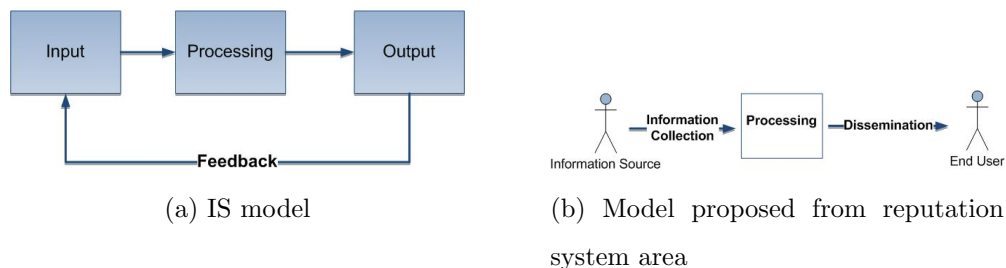 Input
Processing
Output
Feedback
(a) IS model
Information Source
Information
Collection
Processing
Dissemination
End User
(b) Model proposed from reputation
system area